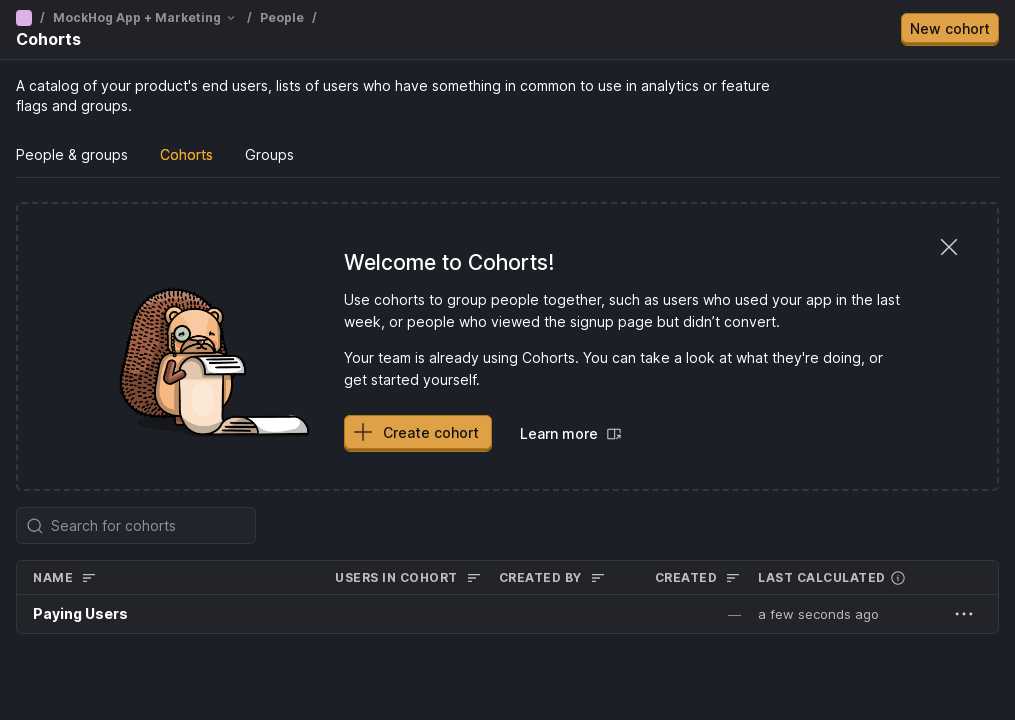 / MockHog App + Marketing / People /
Cohorts
New cohort
A catalog of your product's end users, lists of users who have something in common to use in analytics or feature
flags and groups.
People & groups Cohorts Groups
Welcome to Cohorts!
Use cohorts to group people together, such as users who used your app in the last
week, or people who viewed the signup page but didn’t convert.
Your team is already using Cohorts. You can take a look at what they're doing, or
get started yourself.
Create cohort Learn more
Search for cohorts
NAME USERS IN COHORT CREATED BY CREATED LAST CALCULATED
Paying Users — a few seconds ago